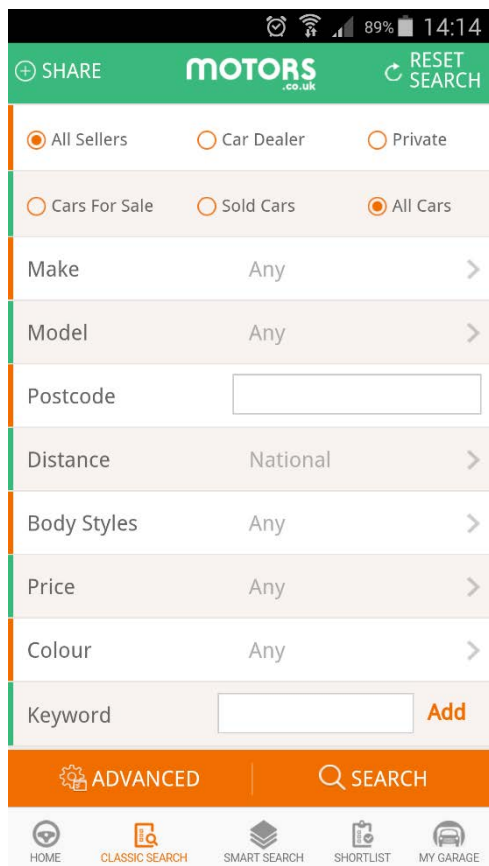 89% 14:14
SHARE MOTORS .co.uk RESET SEARCH
All Sellers Car Dealer Private
Cars For Sale Sold Cars All Cars
Make Any
Model Any
Postcode
Distance National
Body Styles Any
Price Any
Colour Any
Keyword Add
ADVANCED SEARCH
HOME CLASSIC SEARCH SMART SEARCH SHORTLIST MY GARAGE